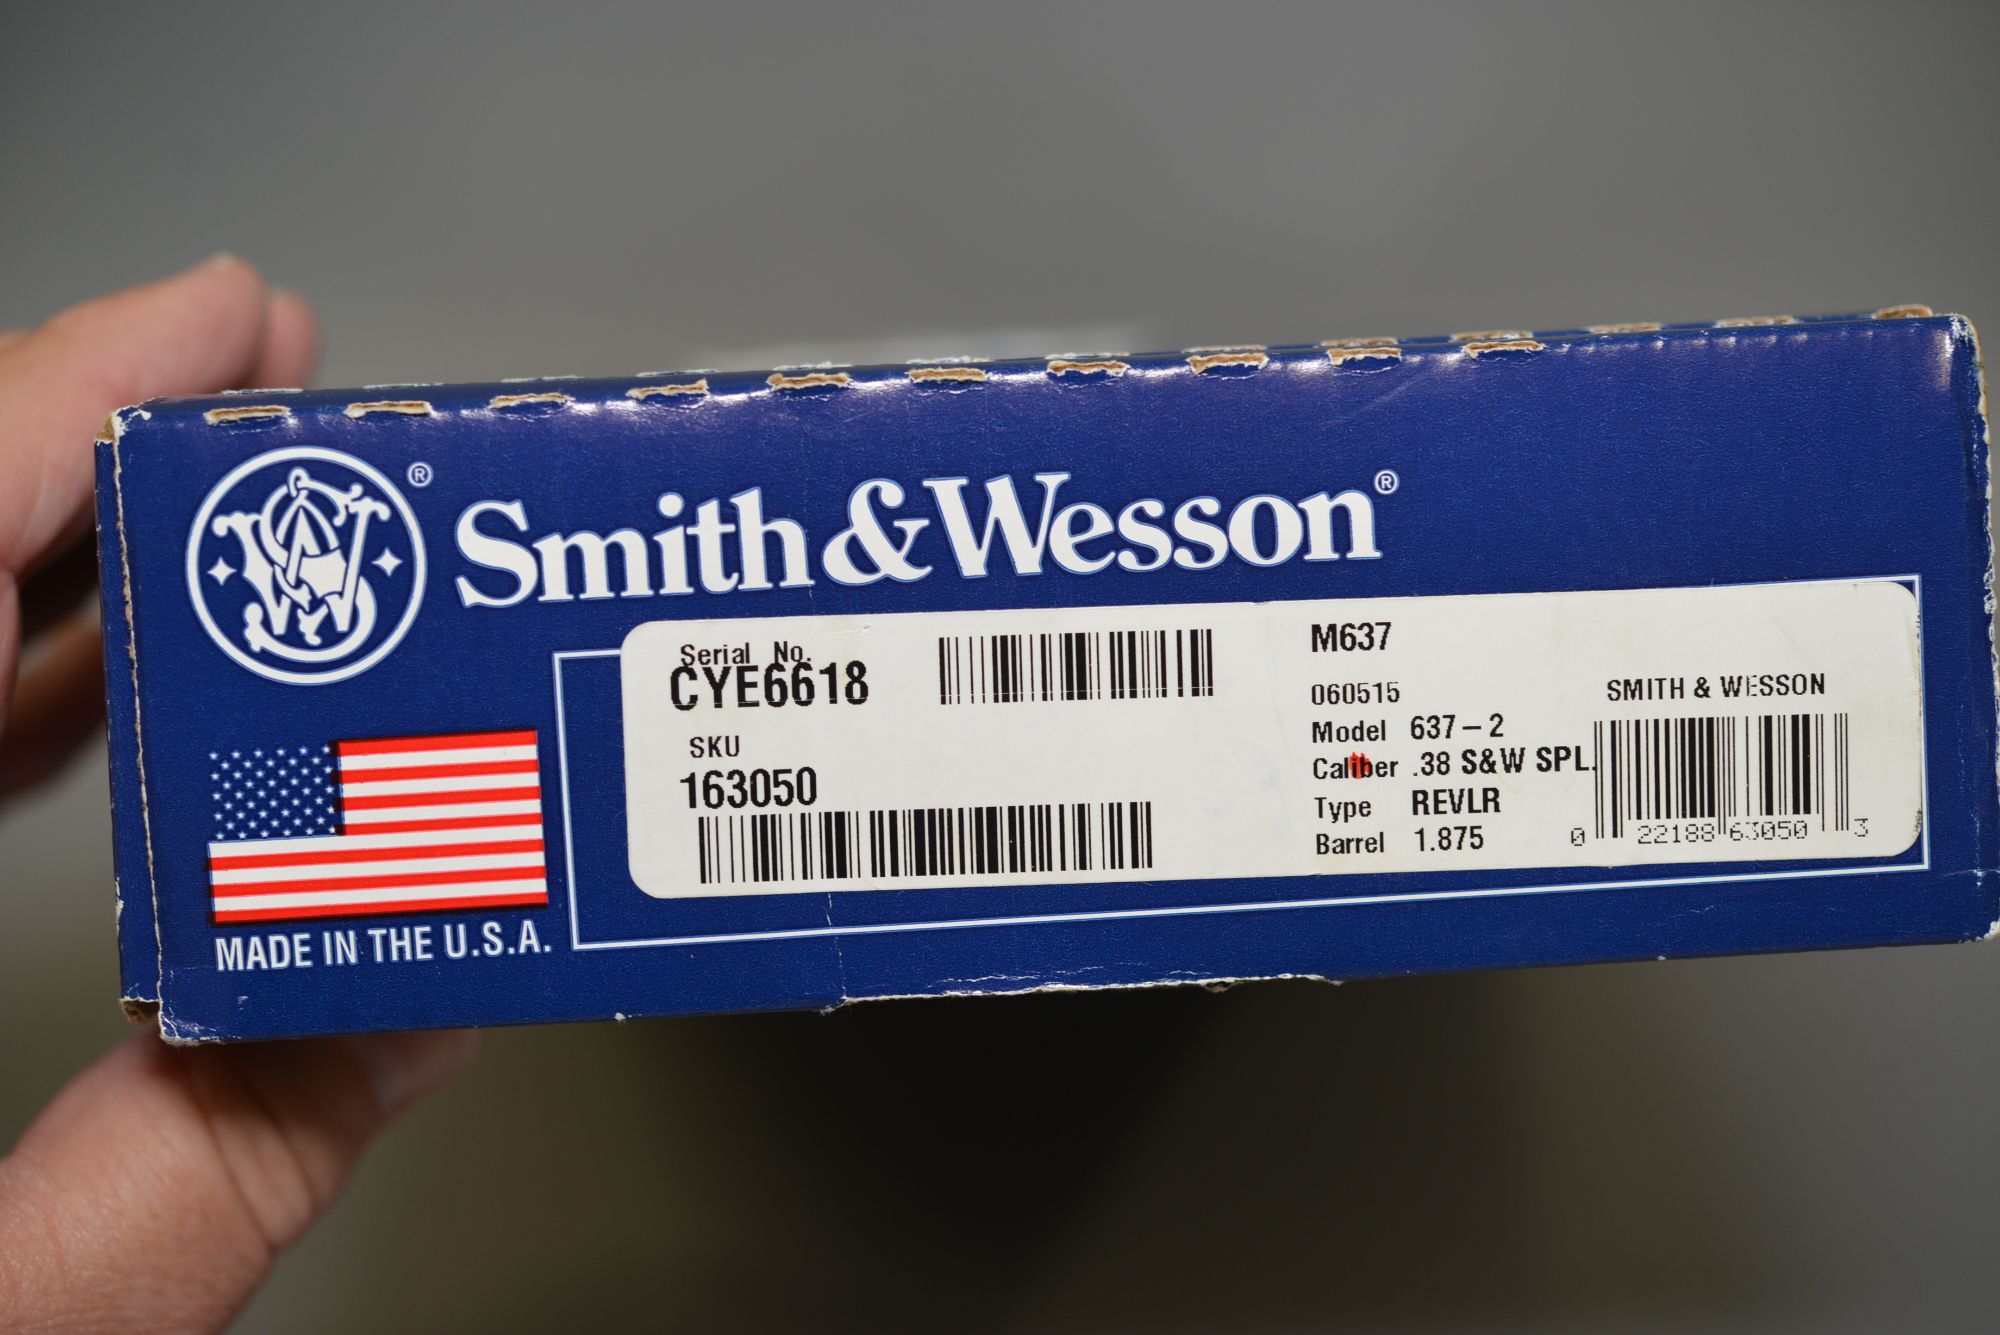 ®
Smith & Wesson®
Serial No.
CYE6618
SKU
163050
MADE IN THE U.S.A.
M637
060515
Model 637-2
Caliber .38 S&W SPL.
Type REVLR
Barrel 1.875
SMITH & WESSON
0 22188 63050 3